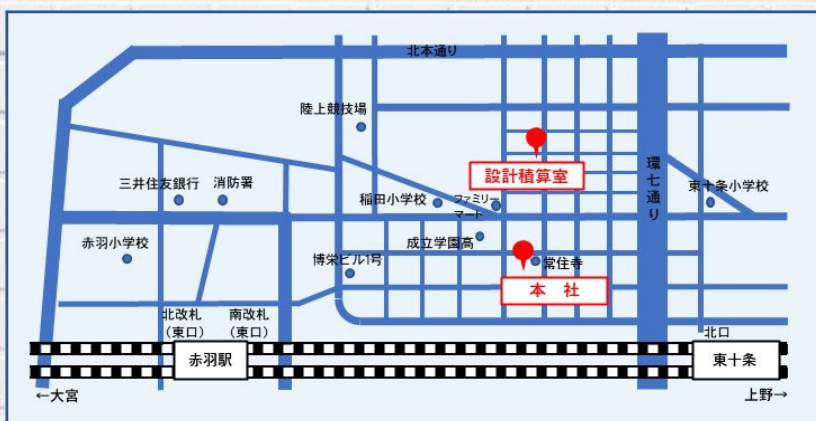 北本通り
陸上競技場
設計積算室
環七通り
三井住友銀行
消防署
稲田小学校
ファミリー
マート
東十条小学校
赤羽小学校
成立学園高
博栄ビル1号
常住寺
本 社
北改札
（東口）
南改札
（東口）
北口
赤羽駅
東十条
←大宮
上野→